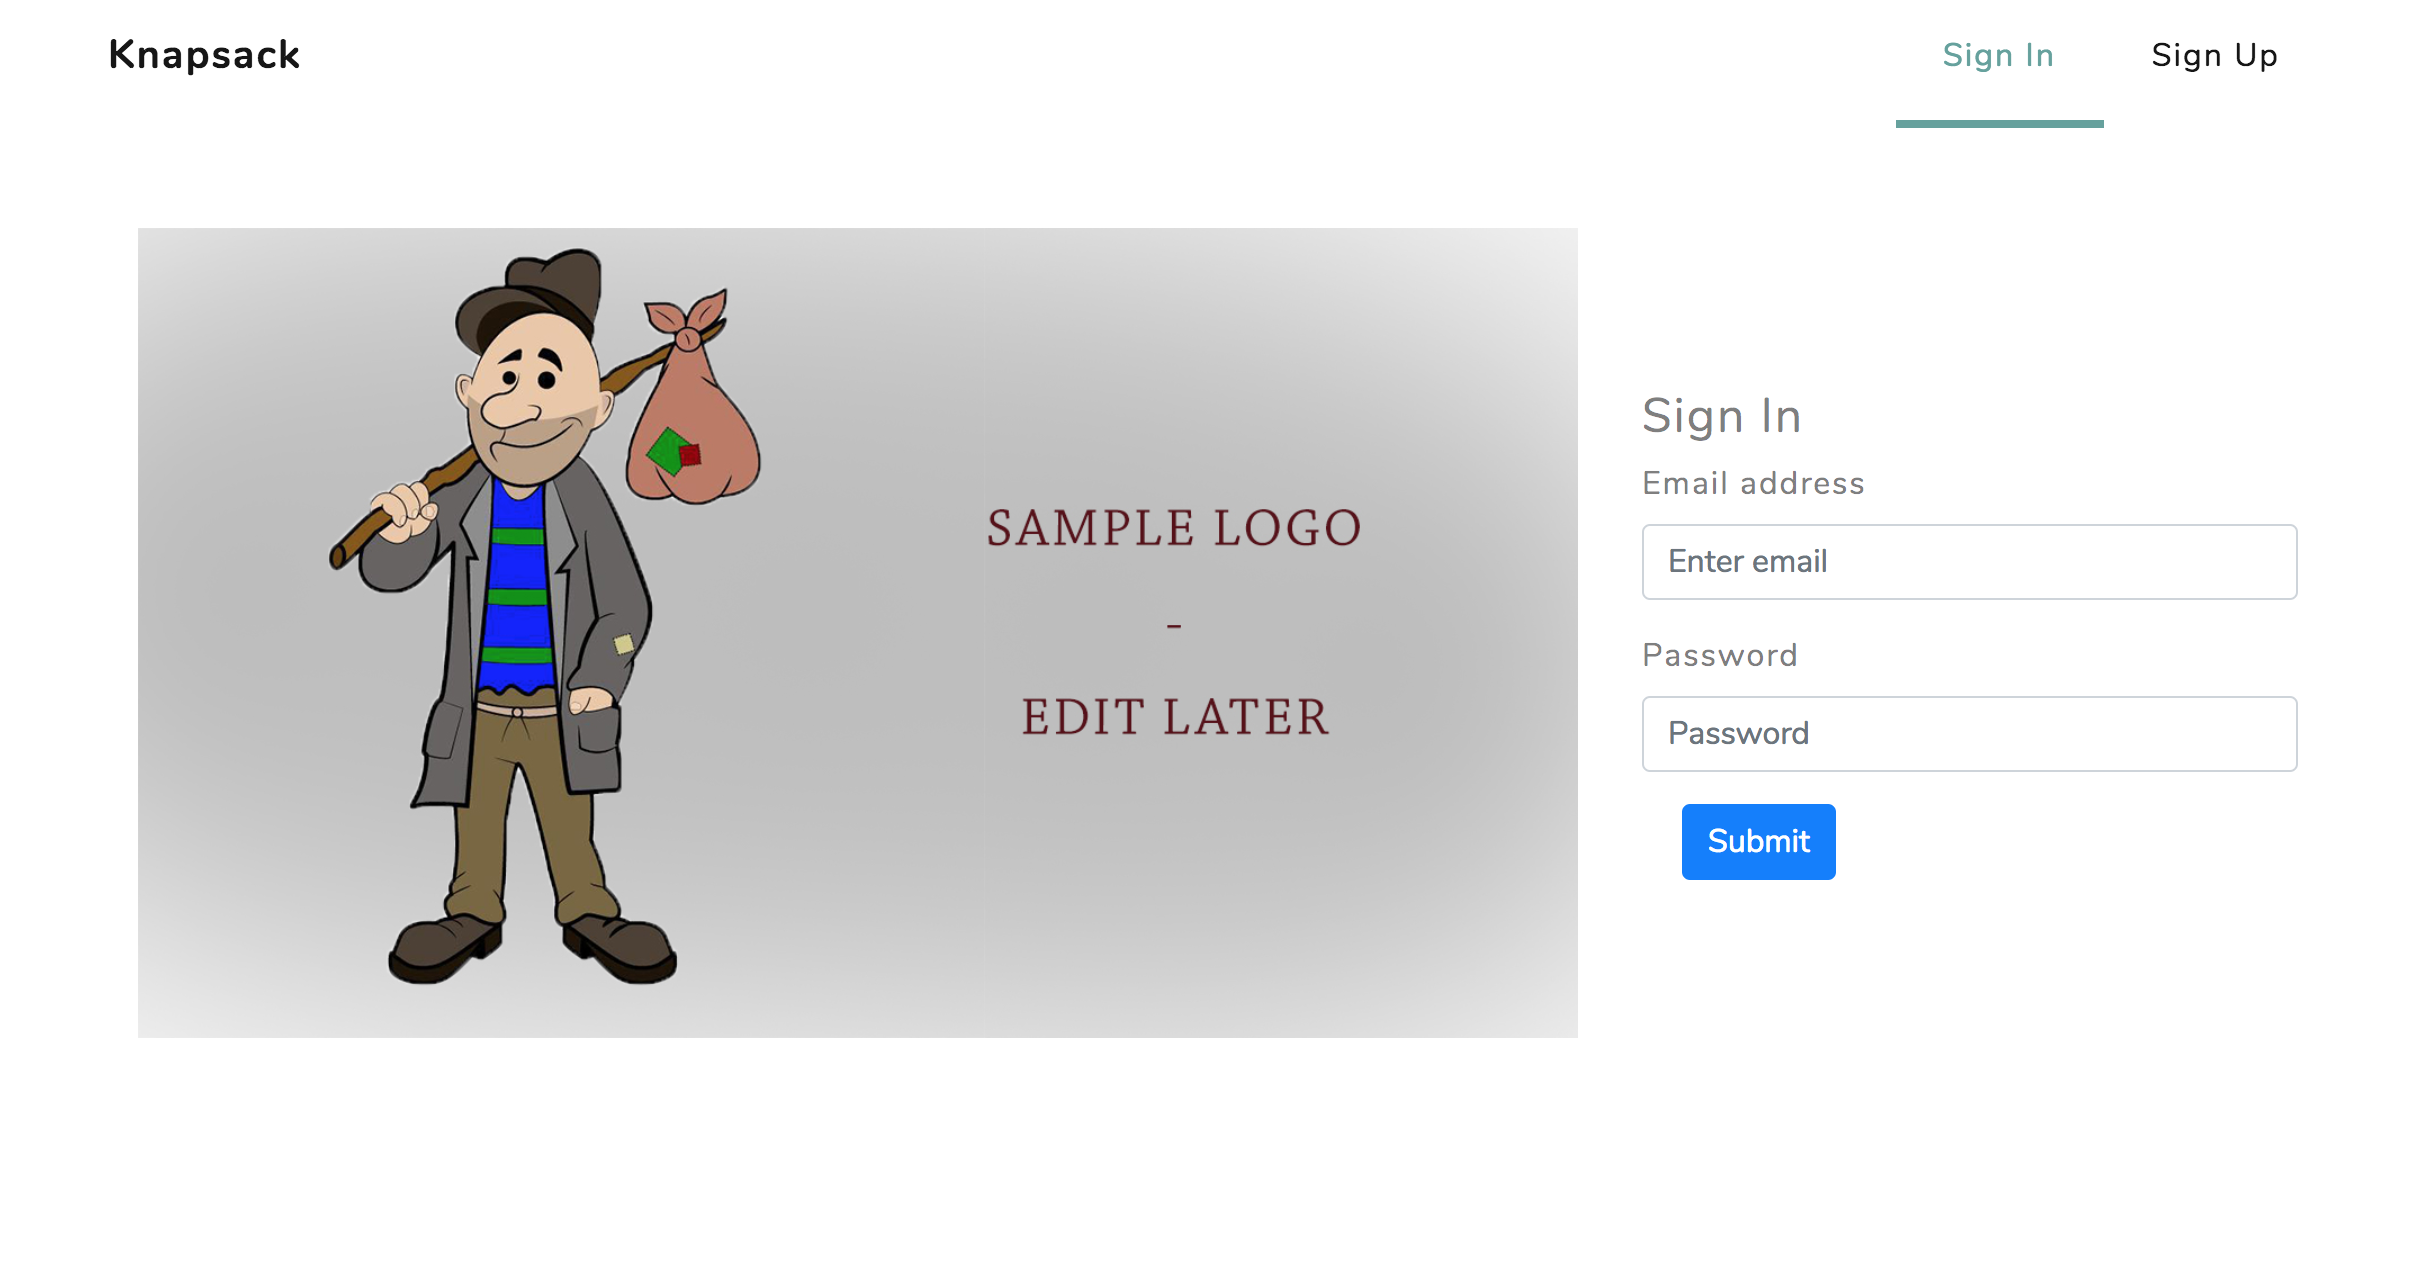 Knapsack
Sign In
Sign Up
SAMPLE LOGO
-
EDIT LATER
Sign In
Email address
Enter email
Password
Password
Submit